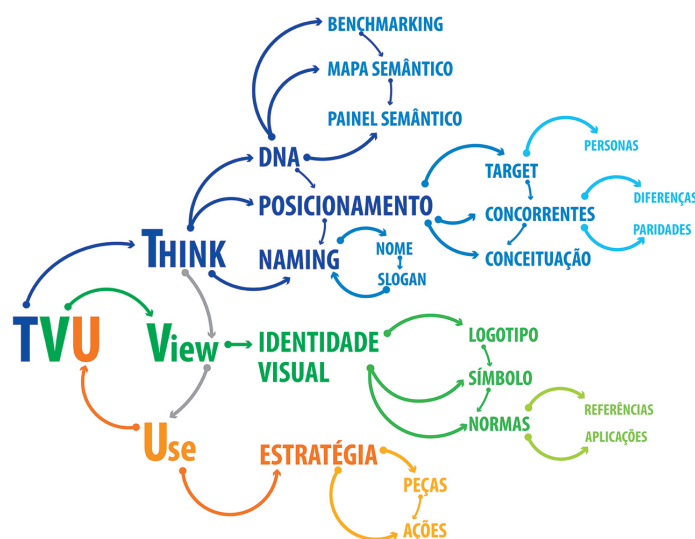 BENCHMARKING
MAPA SEMÂNTICO
PAINEL SEMÂNTICO
DNA
POSICIONAMENTO
NAMING
NOME
SLOGAN
TARGET
CONCORRENTES
CONCEITUAÇÃO
PERSONAS
DIFERENÇAS
PARIDADES
THINK
TVU
VIEW
IDENTIDADE
VISUAL
LOGOTIPO
SÍMBOLO
NORMAS
REFERÊNCIAS
APLICAÇÕES
USE
ESTRATÉGIA
PEÇAS
AÇÕES